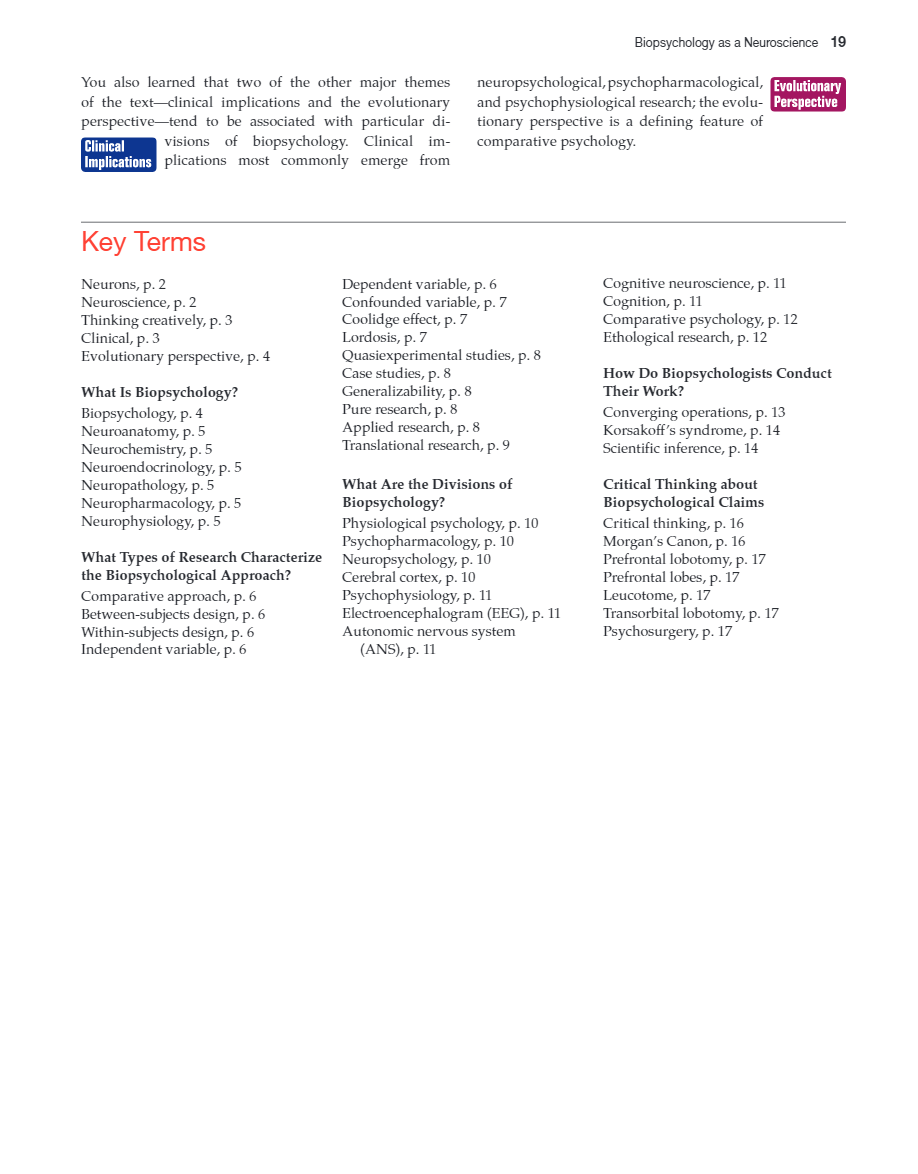 Biopsychology as a Neuroscience 19
You also learned that two of the other major themes
of the text—clinical implications and the evolutionary
perspective—tend to be associated with particular di-
Clinical
Implications
visions of biopsychology. Clinical im-
plications most commonly emerge from
neuropsychological, psychopharmacological,
and psychophysiological research; the evolu-
tionary perspective is a defining feature of
comparative psychology.
Evolutionary
Perspective
Key Terms
Neurons, p. 2
Neuroscience, p. 2
Thinking creatively, p. 3
Clinical, p. 3
Evolutionary perspective, p. 4
What Is Biopsychology?
Biopsychology, p. 4
Neuroanatomy, p. 5
Neurochemistry, p. 5
Neuroendocrinology, p. 5
Neuropathology, p. 5
Neuropharmacology, p. 5
Neurophysiology, p. 5
What Types of Research Characterize
the Biopsychological Approach?
Comparative approach, p. 6
Between-subjects design, p. 6
Within-subjects design, p. 6
Independent variable, p. 6
Dependent variable, p. 6
Confounded variable, p. 7
Coolidge effect, p. 7
Lordosis, p. 7
Quasiexperimental studies, p. 8
Case studies, p. 8
Generalizability, p. 8
Pure research, p. 8
Applied research, p. 8
Translational research, p. 9
What Are the Divisions of
Biopsychology?
Physiological psychology, p. 10
Psychopharmacology, p. 10
Neuropsychology, p. 10
Cerebral cortex, p. 10
Psychophysiology, p. 11
Electroencephalogram (EEG), p. 11
Autonomic nervous system
(ANS), p. 11
Cognitive neuroscience, p. 11
Cognition, p. 11
Comparative psychology, p. 12
Ethological research, p. 12
How Do Biopsychologists Conduct
Their Work?
Converging operations, p. 13
Korsakoff's syndrome, p. 14
Scientific inference, p. 14
Critical Thinking about
Biopsychological Claims
Critical thinking, p. 16
Morgan's Canon, p. 16
Prefrontal lobotomy, p. 17
Prefrontal lobes, p. 17
Leucotome, p. 17
Transorbital lobotomy, p. 17
Psychosurgery, p. 17